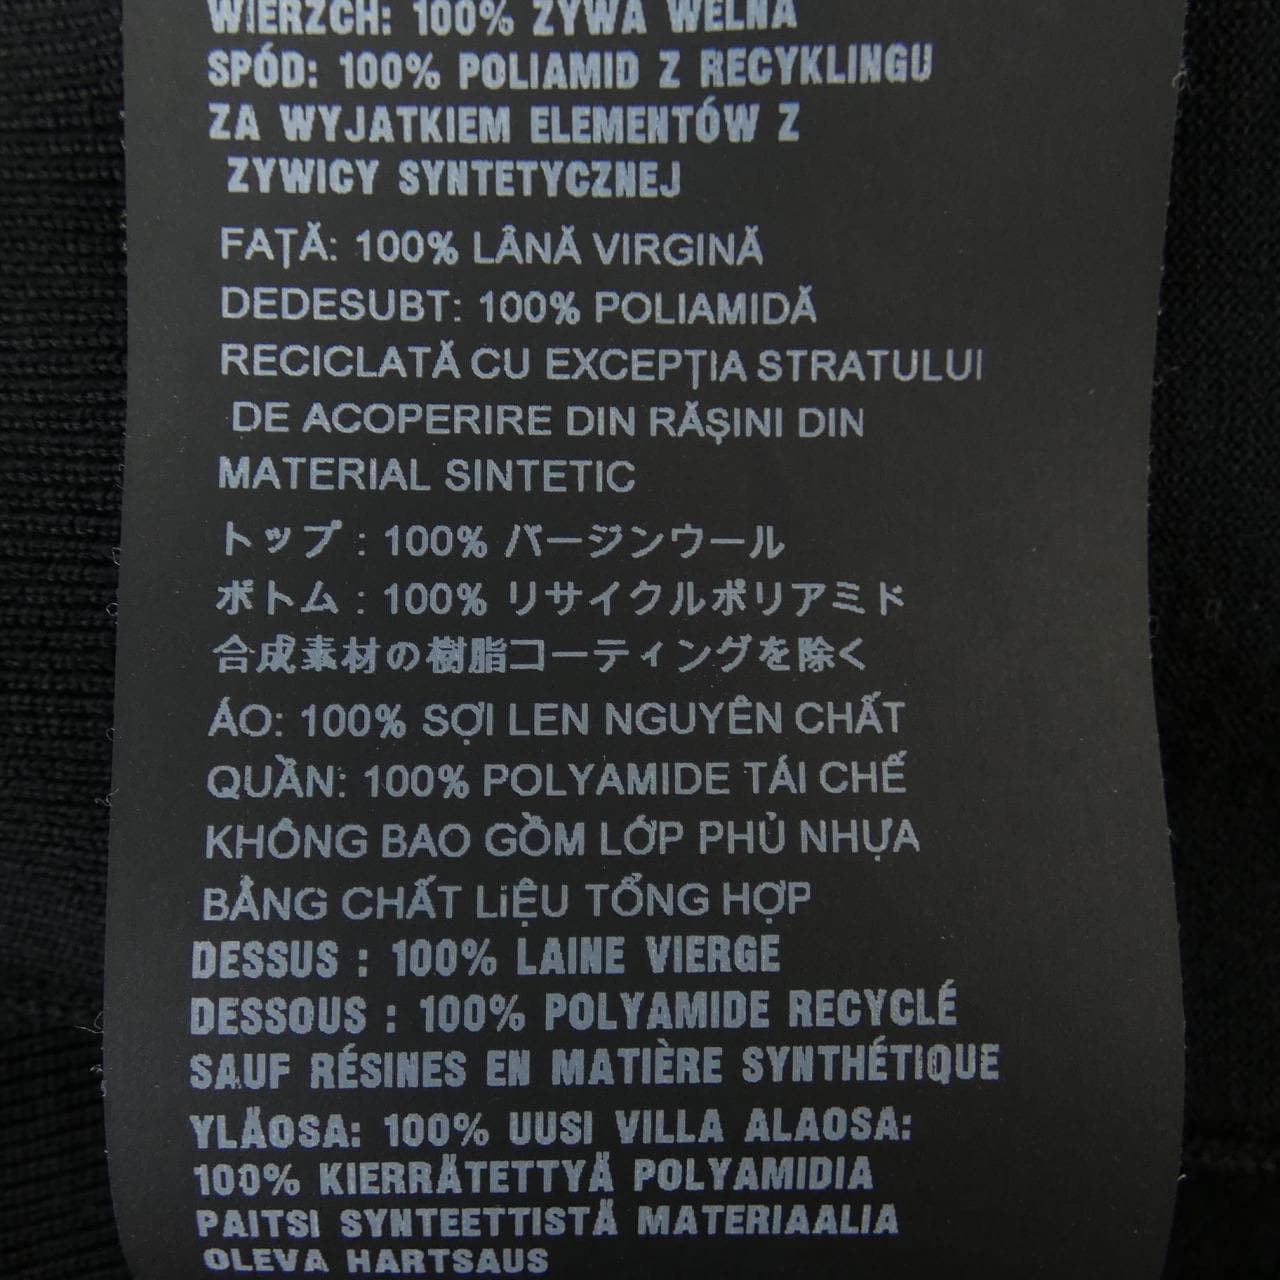 WIERZCH: 100% ŻYWA WEŁNA
SPÓD: 100% POLIAMID Z RECYKLINGU
ZA WYJĄTKIEM ELEMENTÓW Z
ŻYWICY SYNTETYCZNEJ
FAȚĂ: 100% LÂNĂ VIRGINĂ
DEDESUBT: 100% POLIAMIDĂ
RECICLATĂ CU EXCEPȚIA STRATULUI
DE ACOPERIRE DIN RĂȘINI DIN
MATERIAL SINTETIC
トップ : 100% バージンウール
ボトム : 100% リサイクルポリアミド
合成素材の樹脂コーティングを除く
ÁO: 100% SỢI LEN NGUYÊN CHẤT
QUẦN: 100% POLYAMIDE TÁI CHẾ
KHÔNG BAO GỒM LỚP PHỦ NHỰA
BẰNG CHẤT LiỆU TỔNG HỢP
DESSUS : 100% LAINE VIERGE
DESSOUS : 100% POLYAMIDE RECYCLÉ
SAUF RÉSINES EN MATIÈRE SYNTHÉTIQUE
YLÄOSA: 100% UUSI VILLA ALAOSA:
100% KIERRÄTETTYÄ POLYAMIDIA
PAITSI SYNTEETTISTÄ MATERIAALIA
OLEVA HARTSAUS